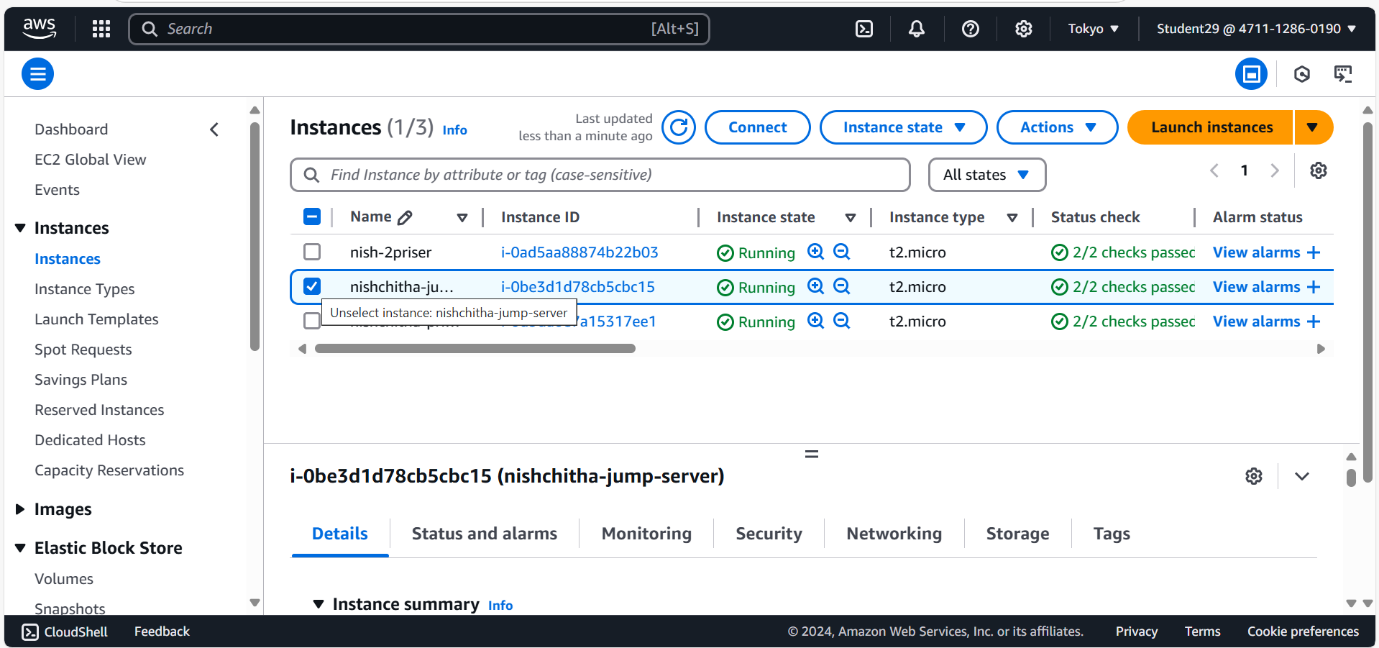 aws Search [Alt+S] Tokyo Student29 @ 4711-1286-0190
Dashboard
EC2 Global View
Events
Instances
Instances
Instance Types
Launch Templates
Spot Requests
Savings Plans
Reserved Instances
Dedicated Hosts
Capacity Reservations
Images
Elastic Block Store
Volumes
Snapshots
Instances (1/3) Info
Last updated
less than a minute ago
Connect Instance state Actions Launch instances
Find Instance by attribute or tag (case-sensitive) All states 1
Name Instance ID Instance state Instance type Status check Alarm status
nish-2priser i-0ad5aa88874b22b03 Running t2.micro 2/2 checks passed View alarms
nishchitha-ju... i-0be3d1d78cb5cbc15 Running t2.micro 2/2 checks passed View alarms
Unselect instance: nishchitha-jump-server
a15317ee1 Running t2.micro 2/2 checks passed View alarms
i-0be3d1d78cb5cbc15 (nishchitha-jump-server)
Details Status and alarms Monitoring Security Networking Storage Tags
Instance summary Info
CloudShell Feedback © 2024, Amazon Web Services, Inc. or its affiliates. Privacy Terms Cookie preferences